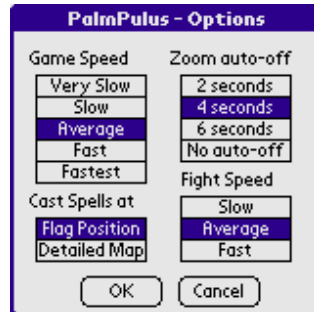 PalmPulus - Options
Game Speed
Very Slow
Slow
Average
Fast
Fastest
Zoom auto-off
2 seconds
4 seconds
6 seconds
No auto-off
Cast Spells at
Flag Position
Detailed Map
Fight Speed
Slow
Average
Fast
OK
Cancel